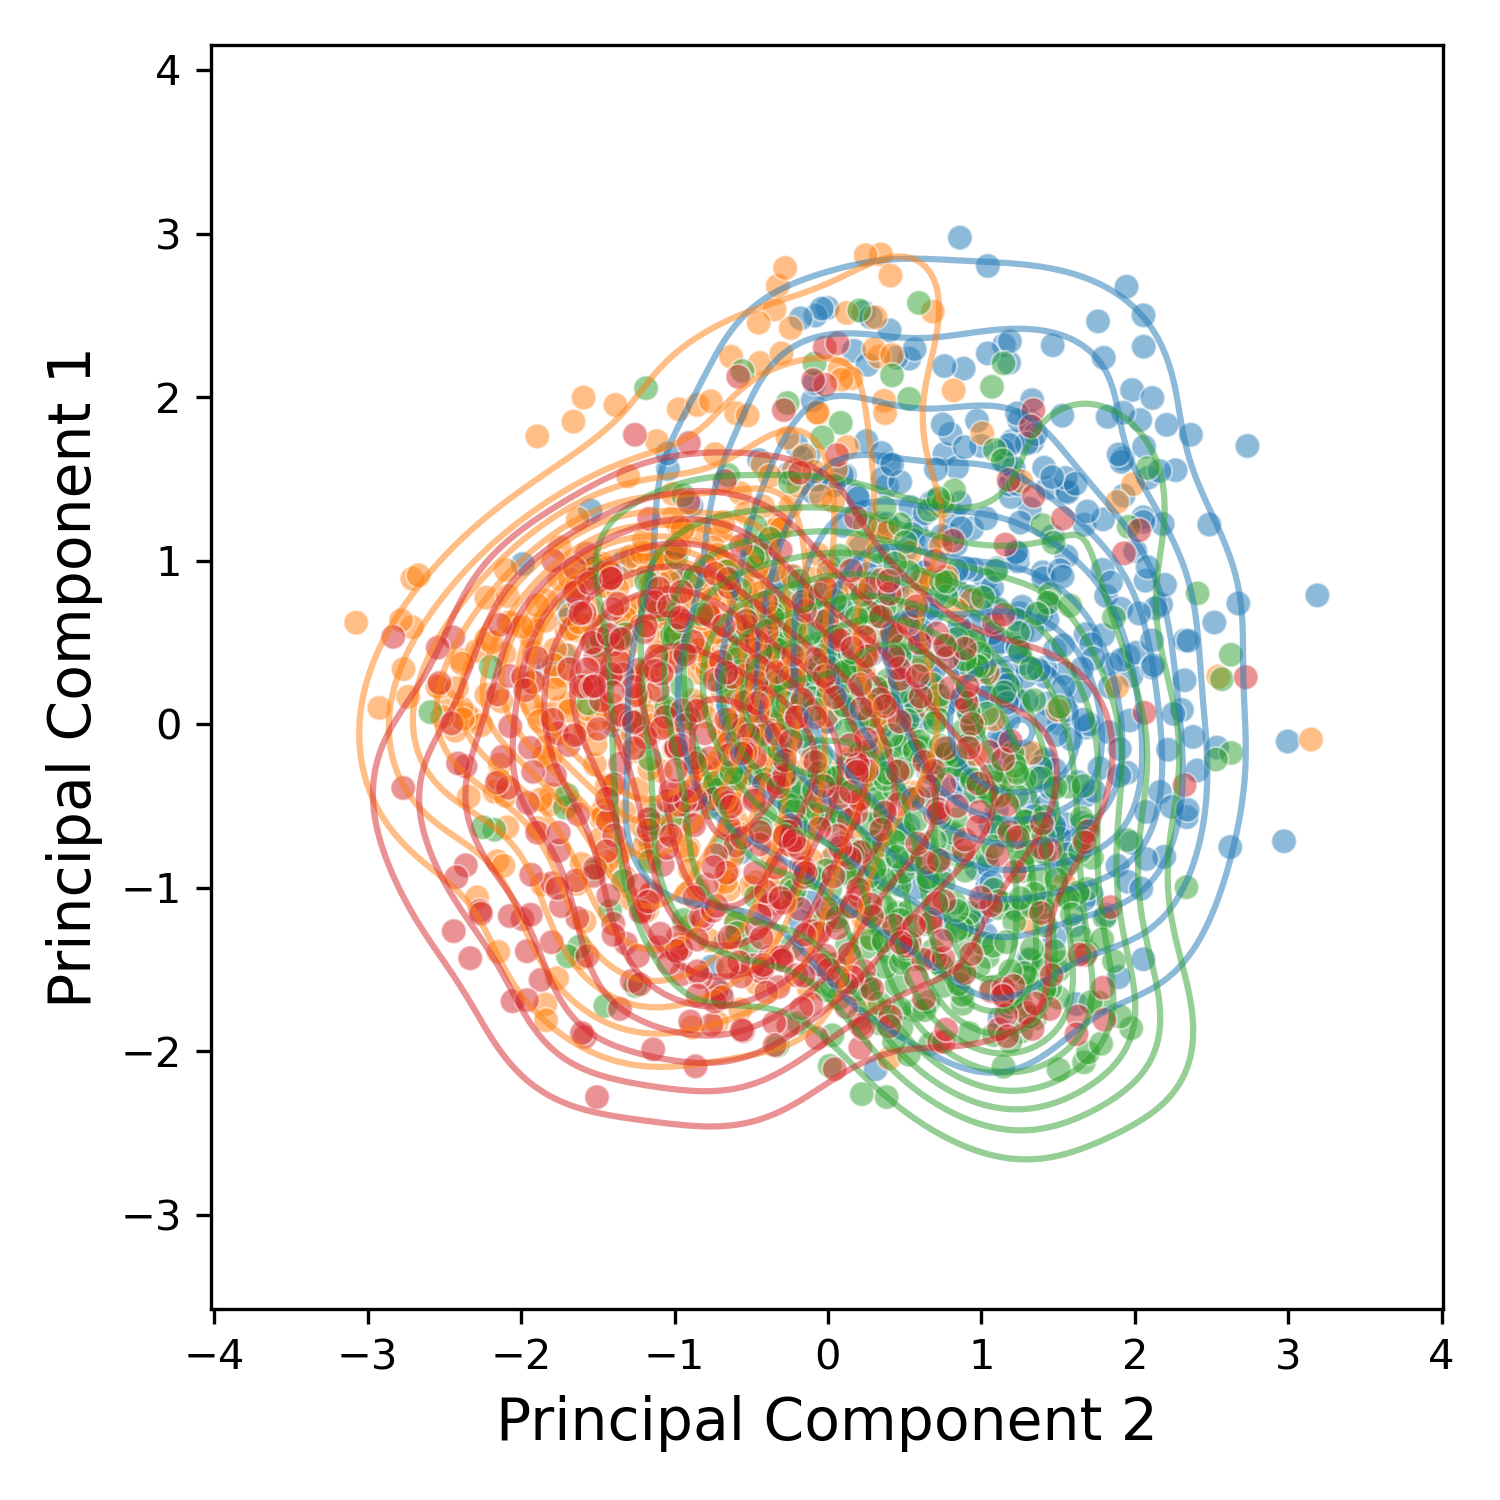 4
3
2
1
0
−1
−2
−3
Principal Component 1
−4 −3 −2 −1 0 1 2 3 4
Principal Component 2